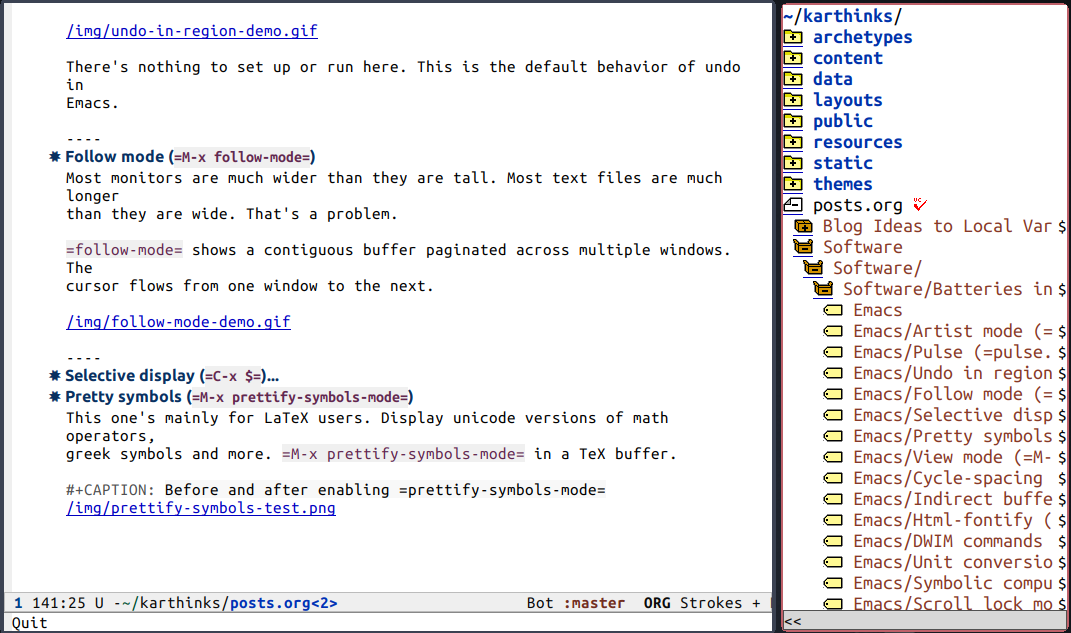 /img/undo-in-region-demo.gif
There's nothing to set up or run here. This is the default behavior of undo
in
Emacs.
----
✸ Follow mode (=M-x follow-mode=)
Most monitors are much wider than they are tall. Most text files are much
longer
than they are wide. That's a problem.
=follow-mode= shows a contiguous buffer paginated across multiple windows.
The
cursor flows from one window to the next.
/img/follow-mode-demo.gif
----
✸ Selective display (=C-x $=)...
✸ Pretty symbols (=M-x prettify-symbols-mode=)
This one's mainly for LaTeX users. Display unicode versions of math
operators,
greek symbols and more. =M-x prettify-symbols-mode= in a TeX buffer.
#+CAPTION: Before and after enabling =prettify-symbols-mode=
/img/prettify-symbols-test.png
1 141:25 U -~/karthinks/posts.org<2> Bot :master ORG Strokes +
Quit
~/karthinks/
archetypes
content
data
layouts
public
resources
static
themes
posts.org
Blog Ideas to Local Var $
Software
Software/
Software/Batteries in $
Emacs
Emacs/Artist mode (= $
Emacs/Pulse (=pulse. $
Emacs/Undo in region $
Emacs/Follow mode (= $
Emacs/Selective disp $
Emacs/Pretty symbols $
Emacs/View mode (=M- $
Emacs/Cycle-spacing $
Emacs/Indirect buffe $
Emacs/Html-fontify ( $
Emacs/DWIM commands $
Emacs/Unit conversio $
Emacs/Symbolic compu $
Emacs/Scroll lock mo $
<<